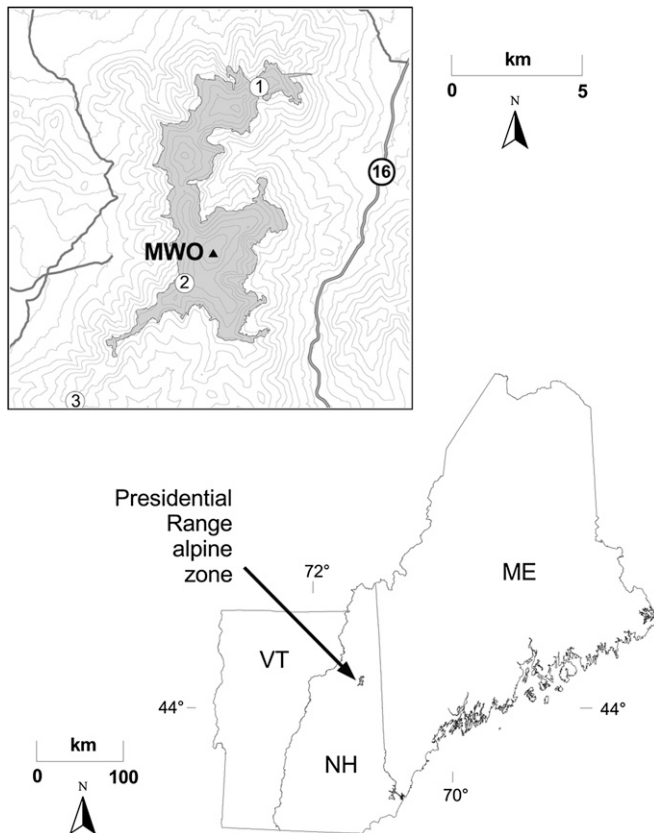 1
km
0 5
N
16
MWO
2
3
Presidential
Range
alpine
zone
72°
ME
VT
44°
44°
km
0 100
N
NH
70°